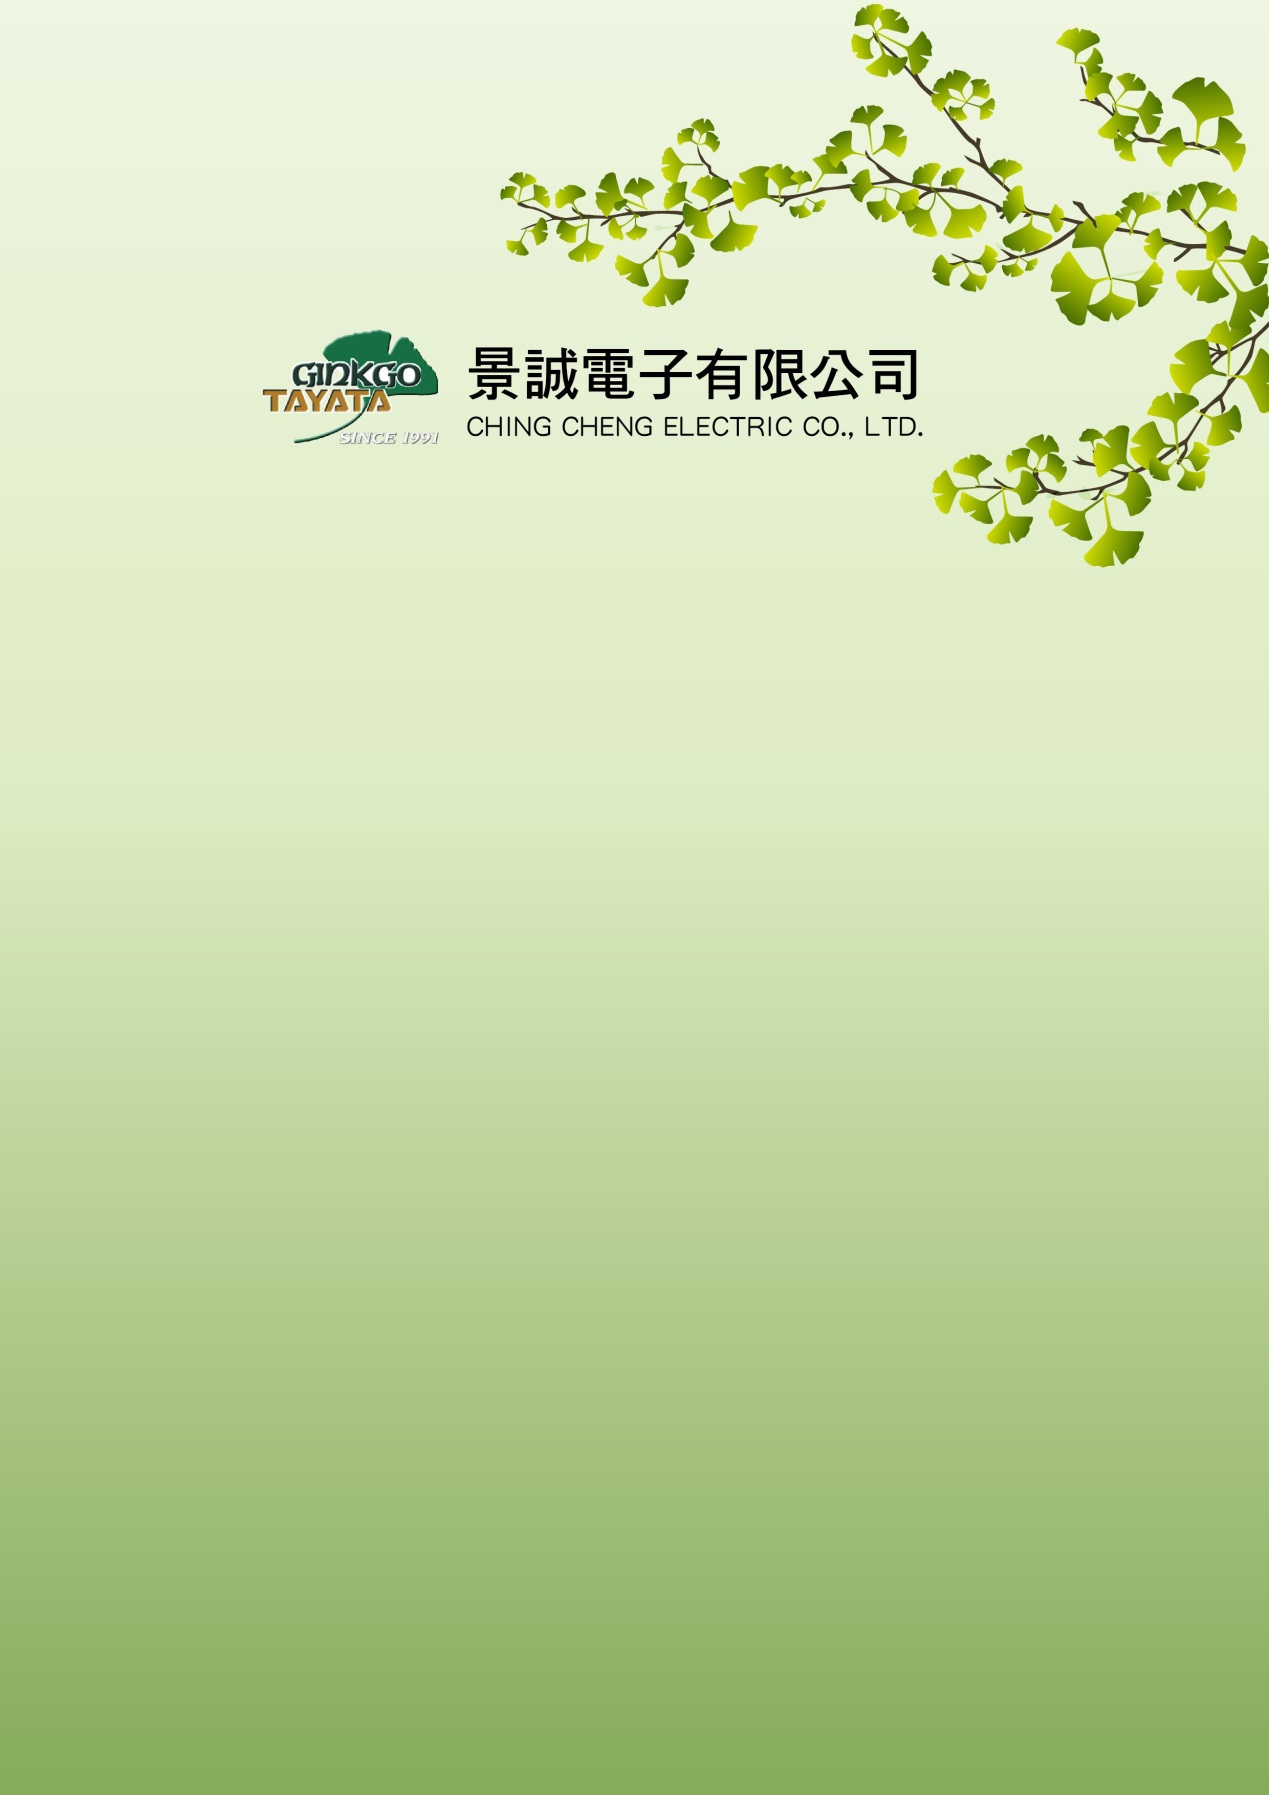 GINKGO
TAYATA
SINCE 1991
景誠電子有限公司
CHING CHENG ELECTRIC CO., LTD.